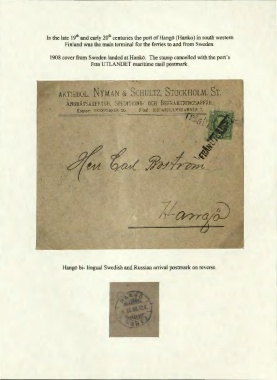 In the late 19th and early 20th centuries the port of Hangö (Hanko) in south western
Finland was the main terminal for the ferries to and from Sweden.
1908 cover from Sweden landed at Hankö. The stamp cancelled with the port's
Från UTLANDET maritime mail postmark.
AKTIEBOL. NYMAN & SCHULTZ, STOCKHOLM. ST.
Herr Carl Boström
Hangö
Hangö bi- lingual Swedish and Russian arrival postmark on reverse